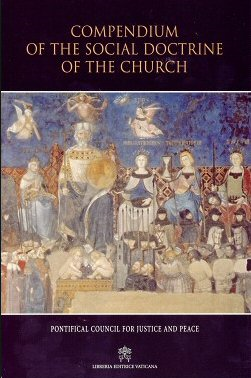 COMPENDIUM
OF THE SOCIAL DOCTRINE
OF THE CHURCH
PONTIFICAL COUNCIL FOR JUSTICE AND PEACE
LIBRERIA EDITRICE VATICANA